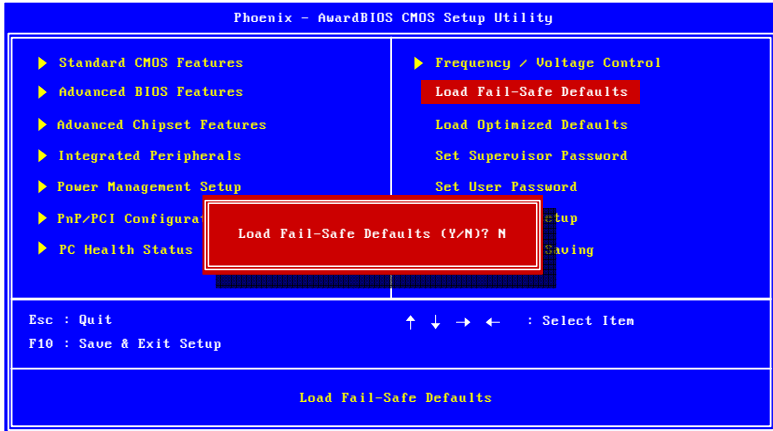 Phoenix - AwardBIOS CMOS Setup Utility
Standard CMOS Features
Advanced BIOS Features
Advanced Chipset Features
Integrated Peripherals
Power Management Setup
PnP/PCI Configurat
PC Health Status
Frequency / Voltage Control
Load Fail-Safe Defaults
Load Optimized Defaults
Set Supervisor Password
Set User Password
etup
Saving
Load Fail-Safe Defaults (Y/N)? N
Esc : Quit
F10 : Save & Exit Setup
↑ ↓ → ← : Select Item
Load Fail-Safe Defaults